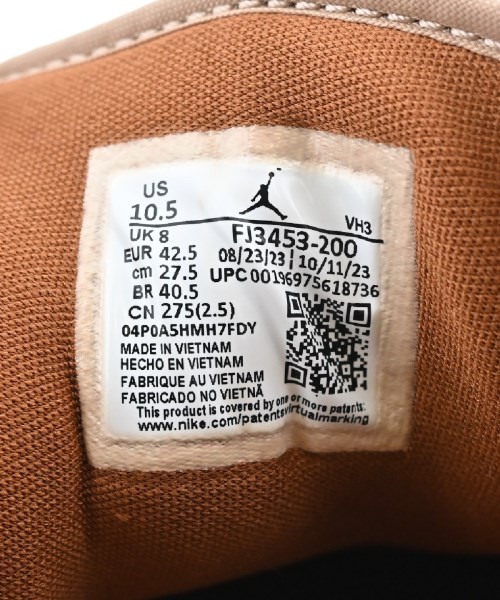 US
10.5
VH3
UK 8
FJ3453-200
EUR 42.5
08/23/23 | 10/11/23
cm 27.5
UPC 00196975618736
BR 40.5
CN 275(2.5)
04P0A5HMH7FDY
MADE IN VIETNAM
HECHO EN VIETNAM
FABRIQUE AU VIETNAM
FABRICADO NO VIETNÃ
This product is covered by one or more patents:
www.nike.com/patentsvirtualmarking